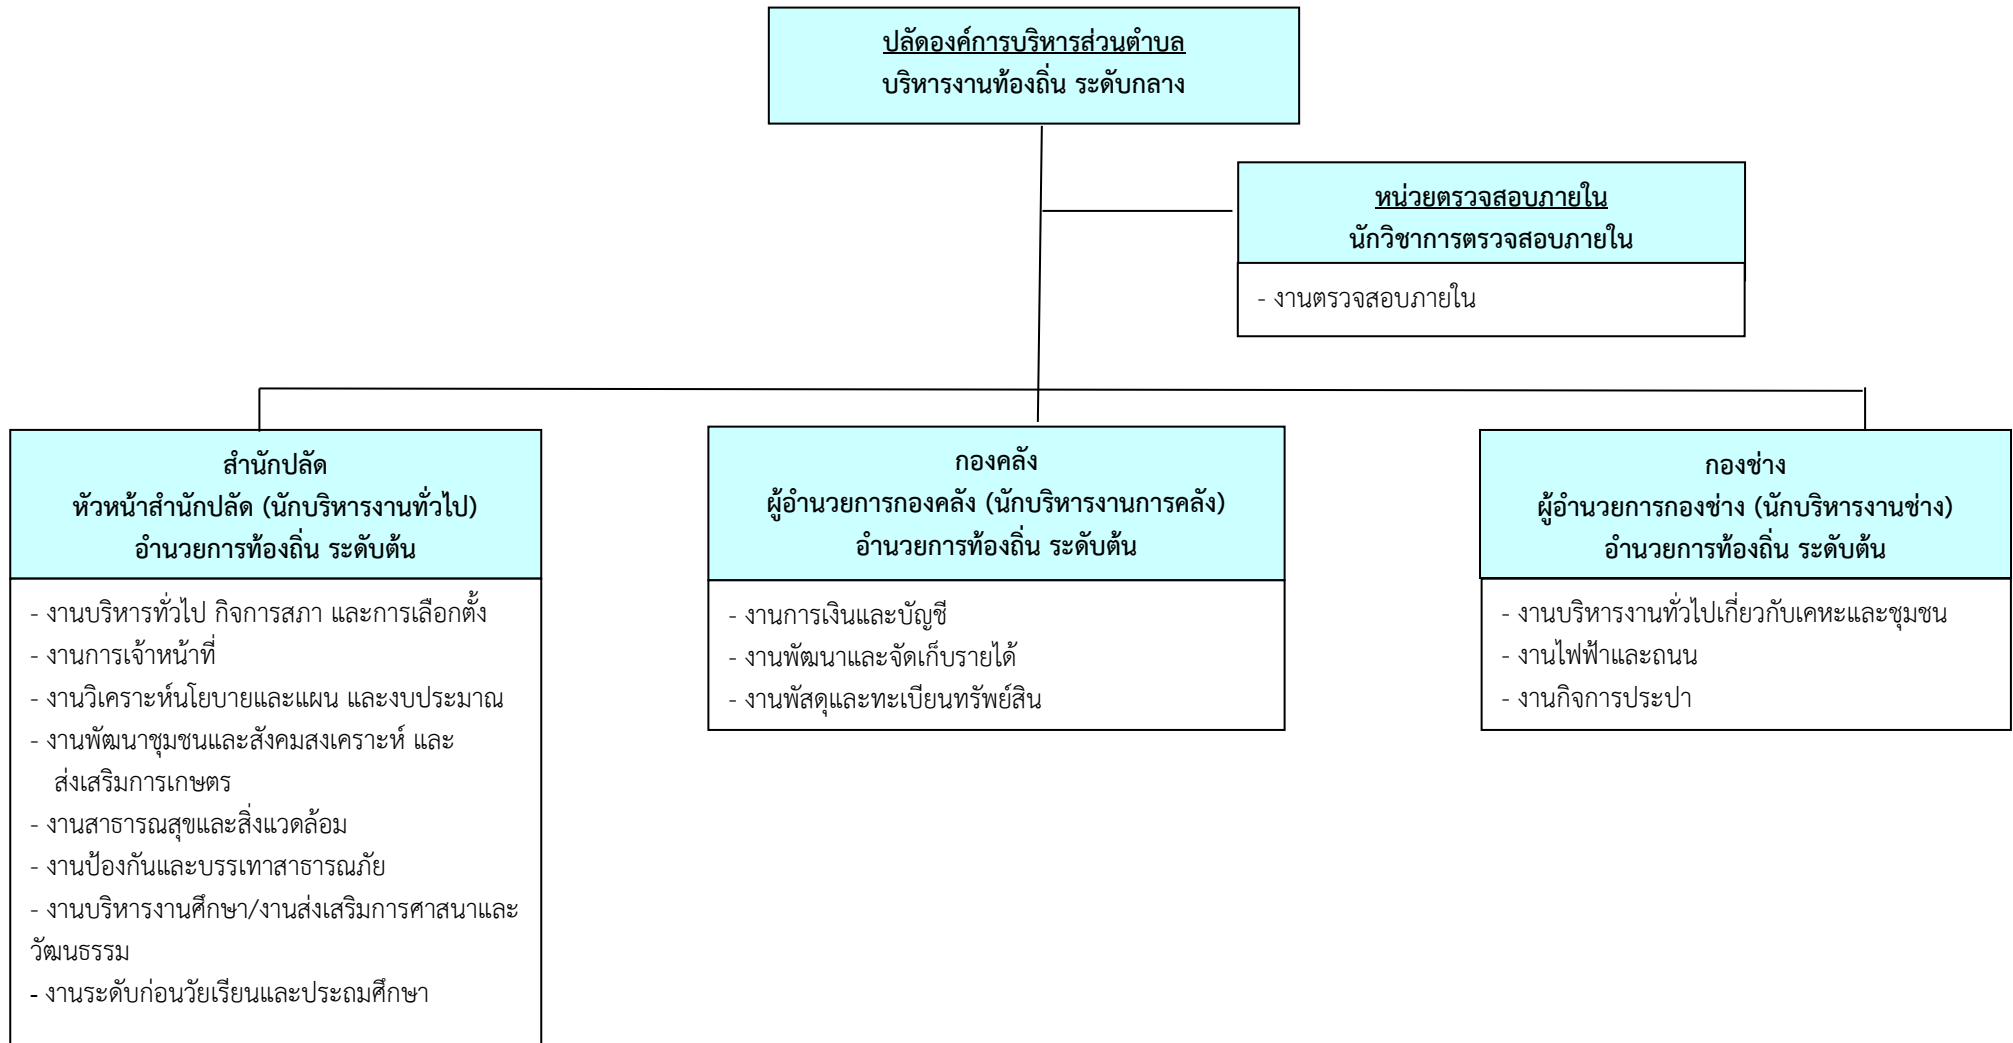 ปลัดองค์การบริหารส่วนตำบล
บริหารงานท้องถิ่น ระดับกลาง
หน่วยตรวจสอบภายใน
นักวิชาการตรวจสอบภายใน
- งานตรวจสอบภายใน
สำนักปลัด
หัวหน้าสำนักปลัด (นักบริหารงานทั่วไป)
อำนวยการท้องถิ่น ระดับต้น
- งานบริหารทั่วไป กิจการสภา และการเลือกตั้ง
- งานการเจ้าหน้าที่
- งานวิเคราะห์นโยบายและแผน และงบประมาณ
- งานพัฒนาชุมชนและสังคมสงเคราะห์ และ
ส่งเสริมการเกษตร
- งานสาธารณสุขและสิ่งแวดล้อม
- งานป้องกันและบรรเทาสาธารณภัย
- งานบริหารงานศึกษา/งานส่งเสริมการศาสนาและ
วัฒนธรรม
- งานระดับก่อนวัยเรียนและประถมศึกษา
กองคลัง
ผู้อำนวยการกองคลัง (นักบริหารงานการคลัง)
อำนวยการท้องถิ่น ระดับต้น
- งานการเงินและบัญชี
- งานพัฒนาและจัดเก็บรายได้
- งานพัสดุและทะเบียนทรัพย์สิน
กองช่าง
ผู้อำนวยการกองช่าง (นักบริหารงานช่าง)
อำนวยการท้องถิ่น ระดับต้น
- งานบริหารงานทั่วไปเกี่ยวกับเคหะและชุมชน
- งานไฟฟ้าและถนน
- งานกิจการประปา